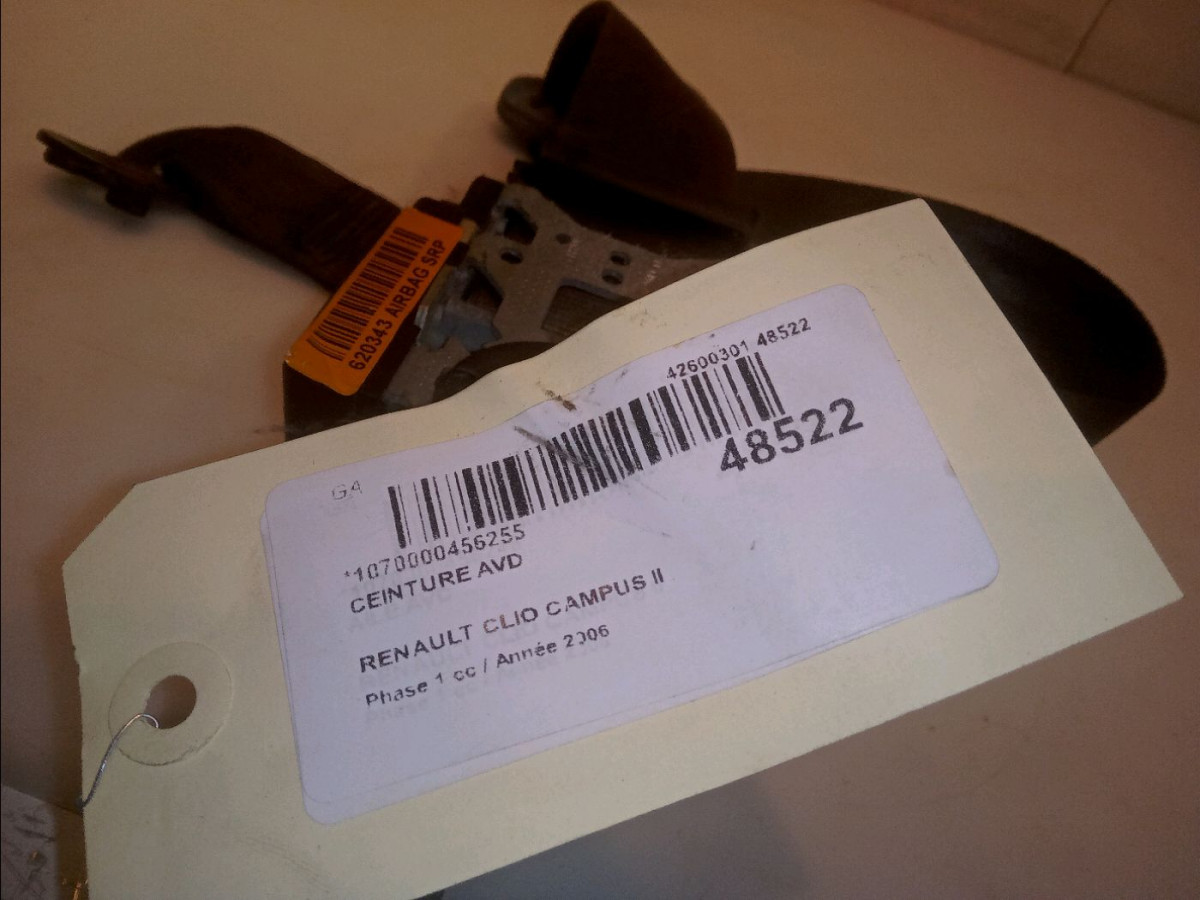 620343 AIRBAG SRP
42600301 48522
G4
48522
*1070000456255
CEINTURE AVD
RENAULT CLIO CAMPUS II
Phase 1 cc / Année 2006